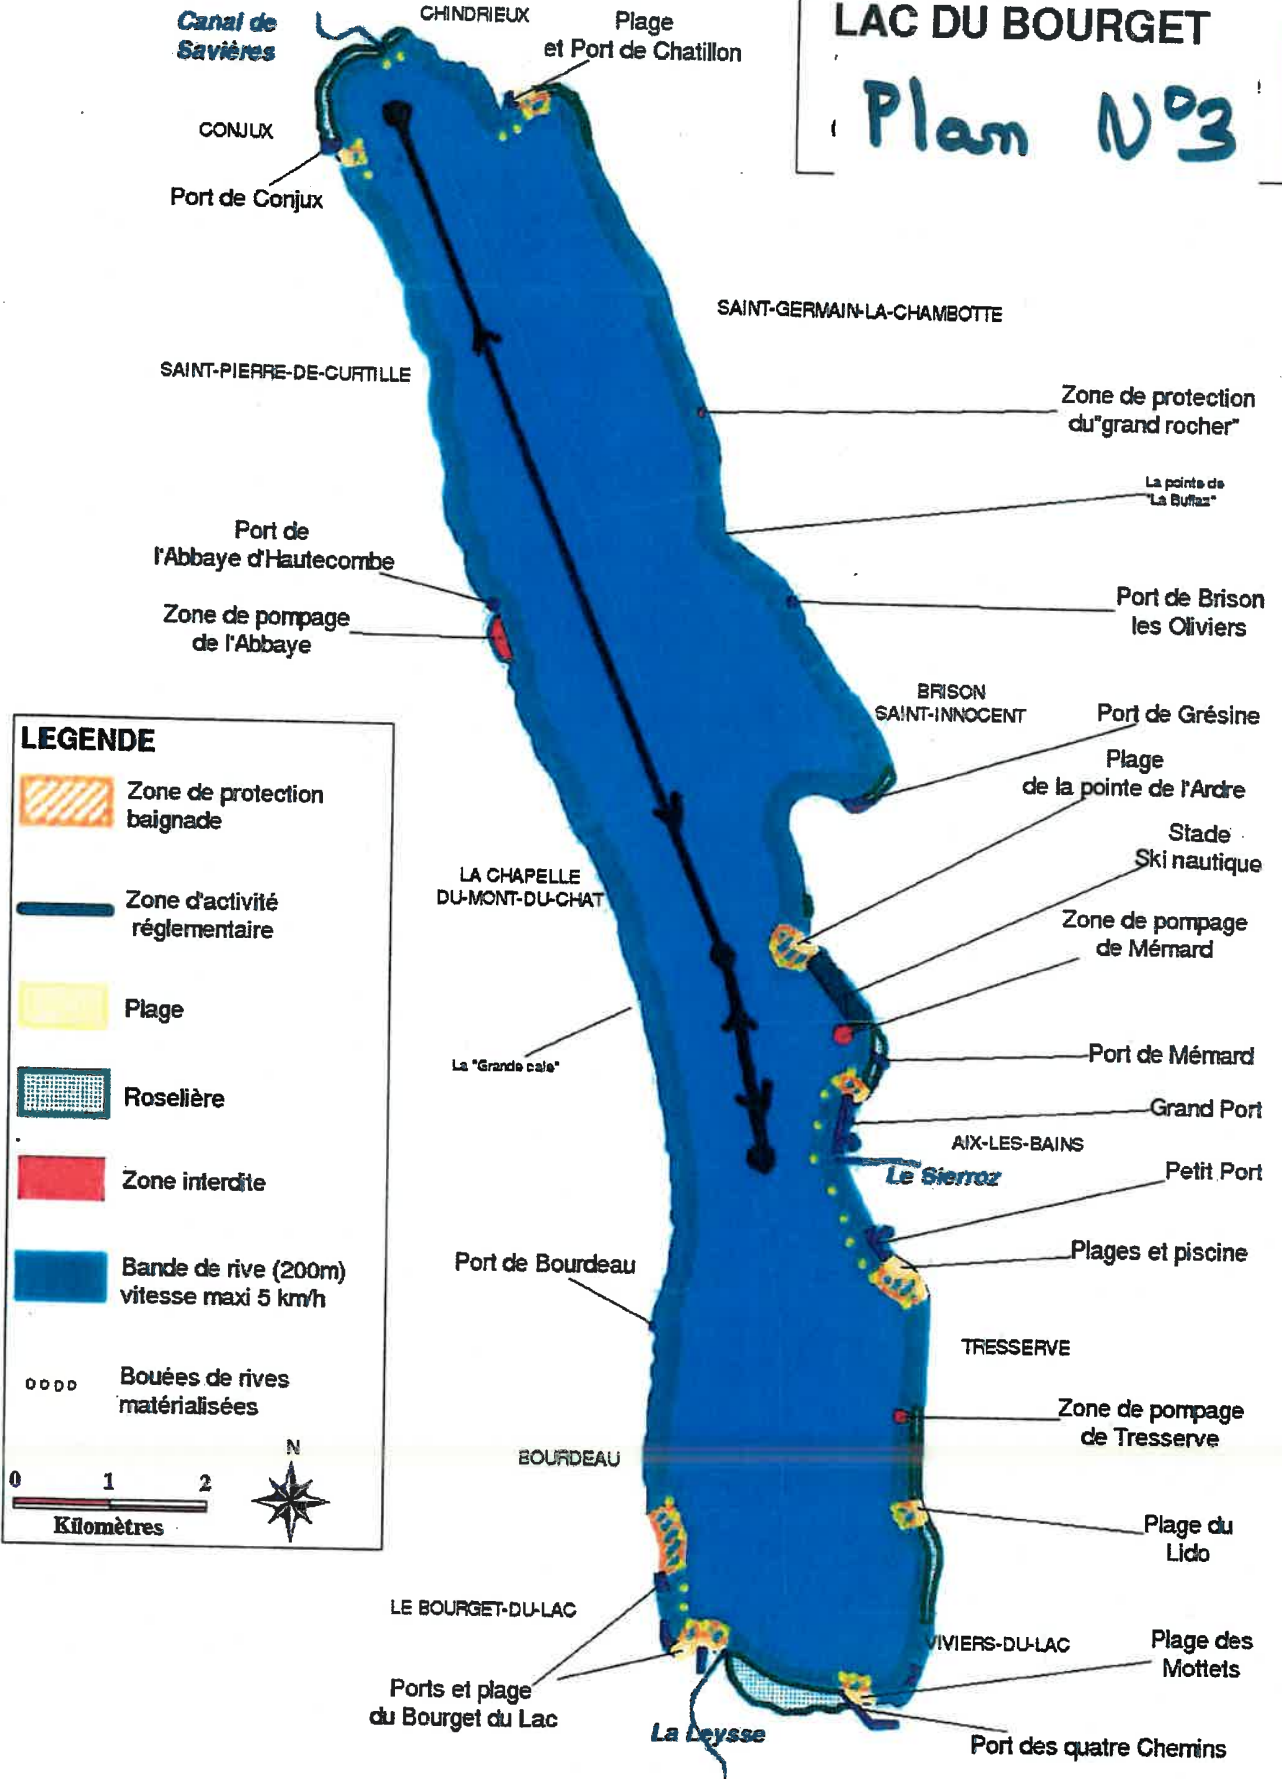 LAC DU BOURGET
Plan N°3
Canal de
Savières
CHINDRIEUX
Plage
et Port de Chatillon
CONJUX
Port de Conjux
SAINT-GERMAIN-LA-CHAMBOTTE
SAINT-PIERRE-DE-CURTILLE
Zone de protection
du"grand rocher"
La pointe de
"La Buffaz"
Port de
l'Abbaye d'Hautecombe
Zone de pompage
de l'Abbaye
Port de Brison
les Oliviers
BRISON
SAINT-INNOCENT
Port de Grésine
Plage
de la pointe de l'Ardre
Stade
Ski nautique
LA CHAPELLE
DU-MONT-DU-CHAT
Zone de pompage
de Mémard
La "Grande cale"
Port de Mémard
Grand Port
AIX-LES-BAINS
Le Sierroz
Petit Port
Port de Bourdeau
Plages et piscine
TRESSERVE
Zone de pompage
de Tresserve
BOURDEAU
Plage du
Lido
LE BOURGET-DU-LAC
VIVIERS-DU-LAC
Plage des
Mottets
Ports et plage
du Bourget du Lac
La Leysse
Port des quatre Chemins
LEGENDE
Zone de protection
baignade
Zone d'activité
réglementaire
Plage
Roselière
Zone interdite
Bande de rive (200m)
vitesse maxi 5 km/h
Bouées de rives
matérialisées
N
0 1 2
Kilomètres